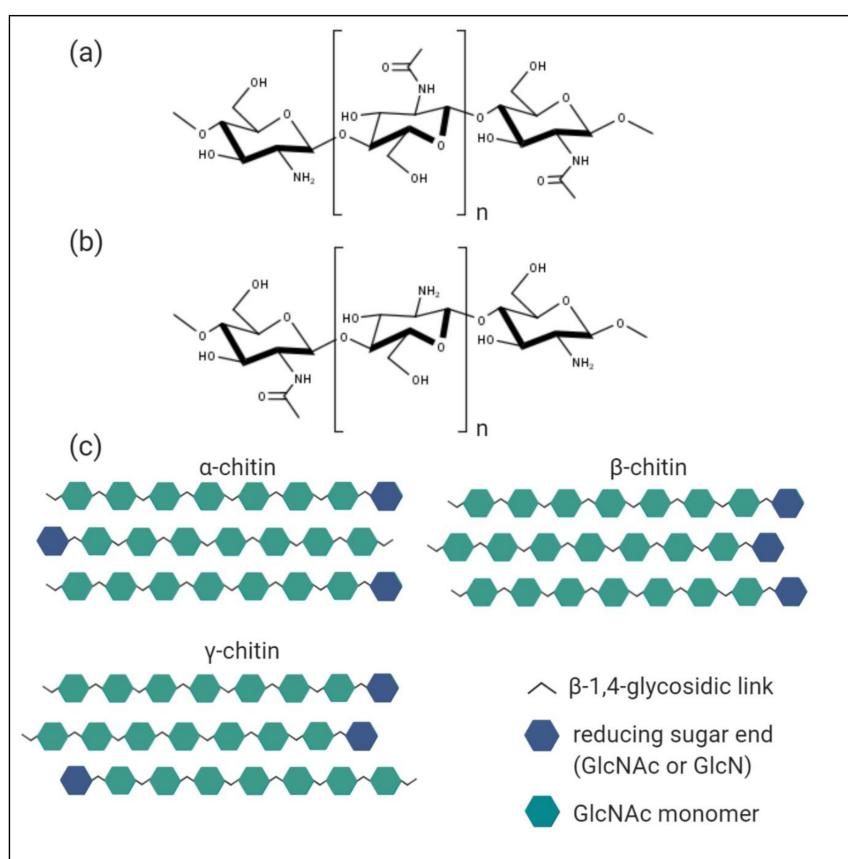 (a)
OH
O
O
HO
NH₂
O
O
NH
HO
O
OH
n
O
OH
O
HO
O
NH
O
(b)
OH
O
O
HO
NH
O
O
NH₂
HO
O
OH
n
O
OH
O
HO
O
NH₂
(c)
α-chitin
β-chitin
γ-chitin
β-1,4-glycosidic link
reducing sugar end
(GlcNAc or GlcN)
GlcNAc monomer